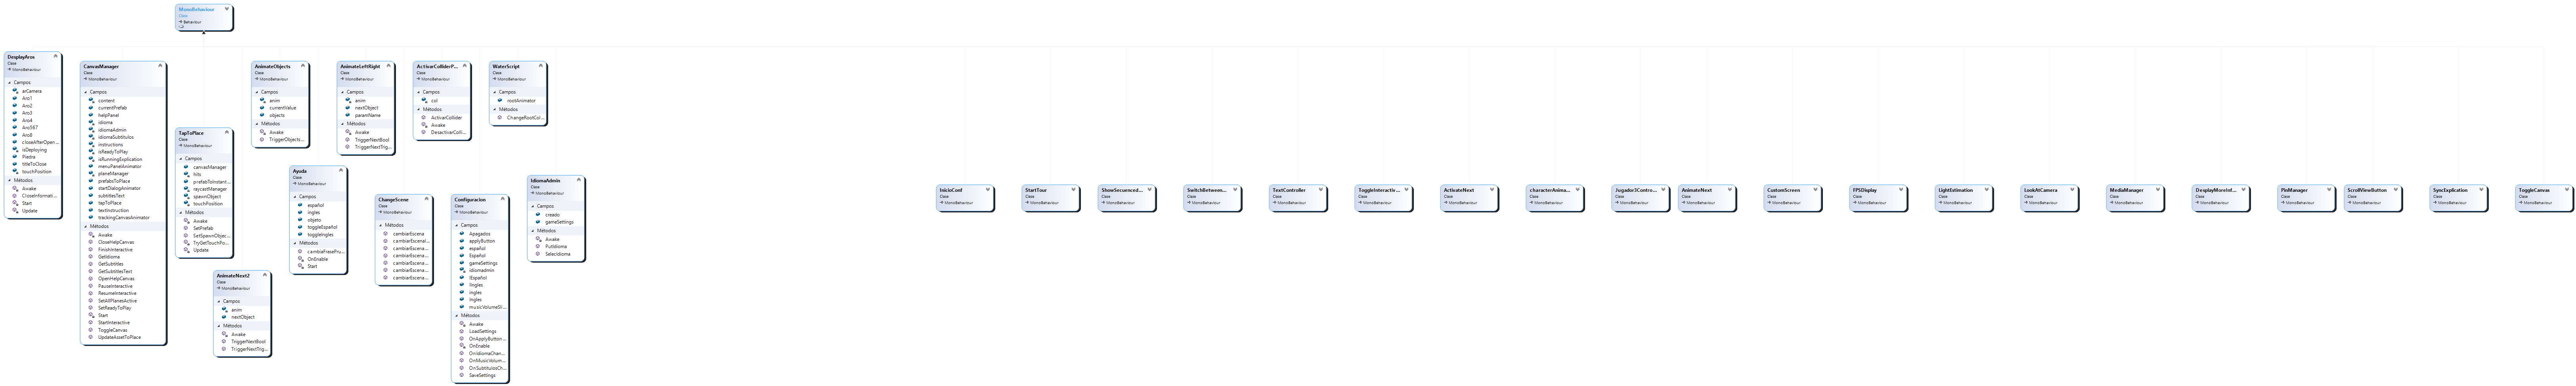 MonoBehaviour
Clase
Behaviour
DisplayAros
Clase
MonoBehaviour
Campos
arCamera
Aro1
Aro2
Aro3
Aro4
Aro567
Aro8
closeAfterOpen...
isDeploying
Piedra
titleToClose
touchPosition
Métodos
Awake
CloseInformati...
Start
Update
CanvasManager
Clase
MonoBehaviour
Campos
content
currentPrefab
helpPanel
idioma
idiomaAdmin
idiomaSubtitulos
instructions
isReadyToPlay
isRunningExplication
menuPanelAnimator
planeManager
prefabsToPlace
startDialogAnimator
subtitlesText
tapToPlace
textInstruction
trackingCanvasAnimator
Métodos
Awake
CloseHelpCanvas
FinishInteractive
GetIdioma
GetSubtitles
GetSubtitlesText
OpenHelpCanvas
PauseInteractive
ResumeInteractive
SetAllPlanesActive
SetReadyToPlay
Start
StartInteractive
ToggleCanvas
UpdateAssetToPlace
TapToPlace
Clase
MonoBehaviour
Campos
canvasManager
hits
prefabToInstant...
raycastManager
spawnObject
touchPosition
Métodos
Awake
SetPrefab
SetSpawnObjec...
TryGetTouchPo...
Update
AnimateNext2
Clase
MonoBehaviour
Campos
anim
nextObject
Métodos
Awake
TriggerNextBool
TriggerNextTrig...
AnimateObjects
Clase
MonoBehaviour
Campos
anim
currentValue
objects
Métodos
Awake
TriggerObjects...
Ayuda
Clase
MonoBehaviour
Campos
español
ingles
objeto
toggleEspañol
toggleIngles
Métodos
cambiaFrasePru...
OnEnable
Start
AnimateLeftRight
Clase
MonoBehaviour
Campos
anim
nextObject
paramName
Métodos
Awake
TriggerNextBool
TriggerNextTrig...
ChangeScene
Clase
MonoBehaviour
Métodos
cambiarEscena
cambiarEscenaI...
cambiarEscena...
cambiarEscena...
cambiarEscena...
cambiarEscena...
cambiarEscena...
ActivarColliderP...
Clase
MonoBehaviour
Campos
col
Métodos
ActivarCollider
Awake
DesactivarColli...
Configuracion
Clase
MonoBehaviour
Campos
Apagados
applyButton
español
Español
gameSettings
idiomadmin
IEspañol
IIngles
ingles
Ingles
musicVolumeSli...
Métodos
Awake
LoadSettings
OnApplyButton...
OnEnable
OnIdiomaChan...
OnMusicVolum...
OnSubtitulosCh...
SaveSettings
WaterScript
Clase
MonoBehaviour
Campos
rootAnimator
Métodos
ChangeRootCol...
IdiomaAdmin
Clase
MonoBehaviour
Campos
creado
gameSettings
Métodos
Awake
PutIdioma
SelecIdioma
InicioConf
Clase
MonoBehaviour
StartTour
Clase
MonoBehaviour
ShowSecuenced...
Clase
MonoBehaviour
SwitchBetween...
Clase
MonoBehaviour
TextController
Clase
MonoBehaviour
ToggleInteractiv...
Clase
MonoBehaviour
ActivateNext
Clase
MonoBehaviour
characterAnima...
Clase
MonoBehaviour
Jogador3Contro...
Clase
MonoBehaviour
AnimateNext
Clase
MonoBehaviour
CustomScreen
Clase
MonoBehaviour
FPSDisplay
Clase
MonoBehaviour
LightEstimation
Clase
MonoBehaviour
LookAtCamera
Clase
MonoBehaviour
MediaManager
Clase
MonoBehaviour
DesplayMoreInf...
Clase
MonoBehaviour
PinManager
Clase
MonoBehaviour
ScrollViewButton
Clase
MonoBehaviour
SyncExplication
Clase
MonoBehaviour
ToggleCanvas
Clase
MonoBehaviour